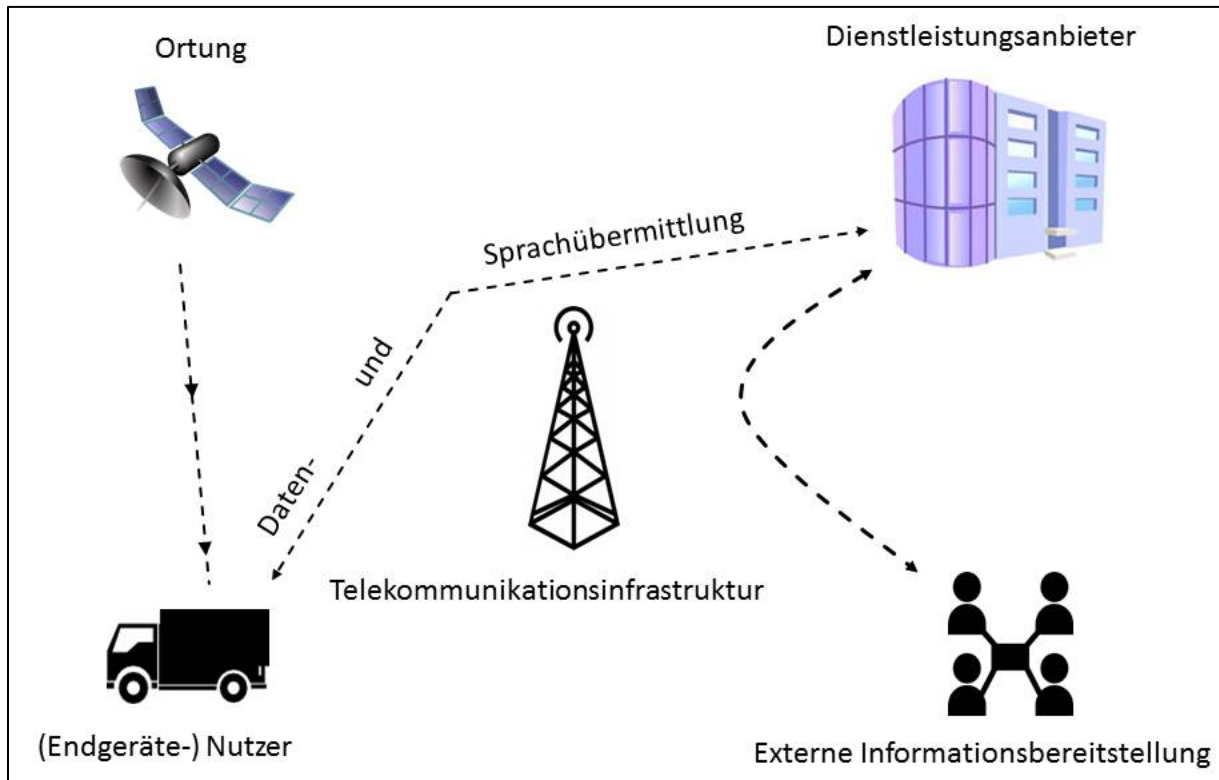 Ortung
Dienstleistungsanbieter
Daten- und Sprachübermittlung
Telekommunikationsinfrastruktur
(Endgeräte-) Nutzer
Externe Informationsbereitstellung